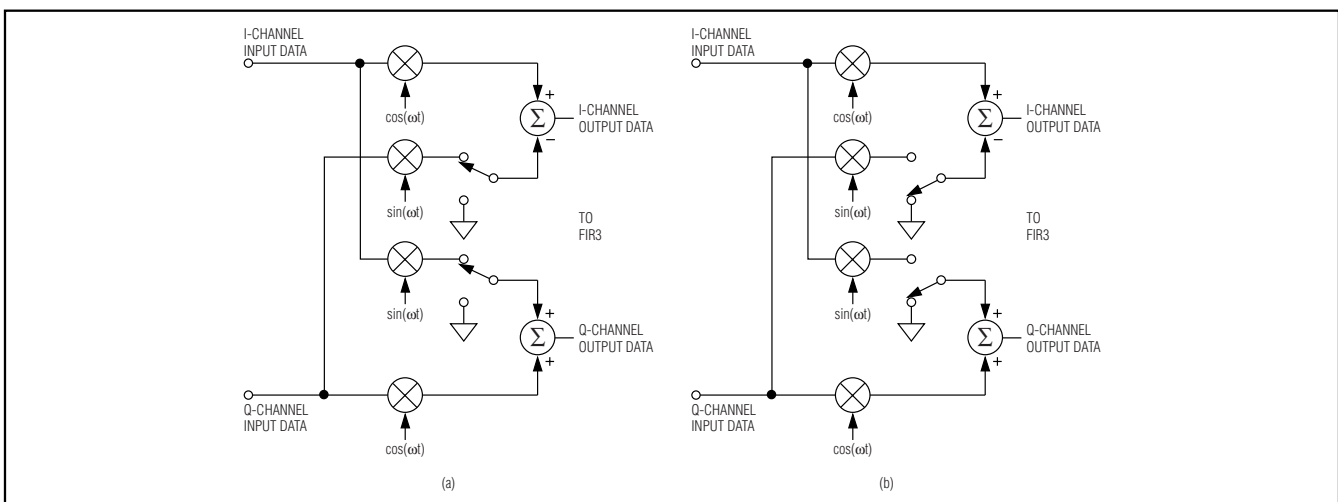 I-CHANNEL
INPUT DATA
cos(ωt)
+
Σ
−
I-CHANNEL
OUTPUT DATA
sin(ωt)
TO
FIR3
sin(ωt)
+
Σ
+
Q-CHANNEL
OUTPUT DATA
Q-CHANNEL
INPUT DATA
cos(ωt)
(a)
I-CHANNEL
INPUT DATA
cos(ωt)
+
Σ
−
I-CHANNEL
OUTPUT DATA
sin(ωt)
TO
FIR3
sin(ωt)
+
Σ
+
Q-CHANNEL
OUTPUT DATA
Q-CHANNEL
INPUT DATA
cos(ωt)
(b)